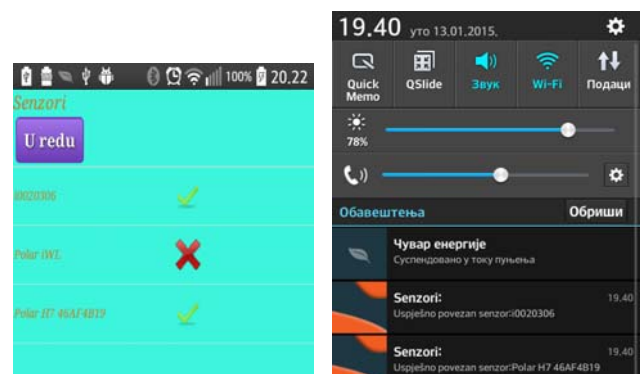 100% 20,22
Senzori
U redu
i0020306
Polar iWL
Polar H7 46AF4B19
19.40 уто 13.01.2015.
Quick Memo
QSlide
Звук
Wi-Fi
Подаци
78%
Обавештења
Обриши
Чувар енергије
Суспендовано у току пуњења
Senzori: 19.40
Uspješno povezan senzor:i0020306
Senzori: 19.40
Uspješno povezan senzor:Polar H7 46AF4B19